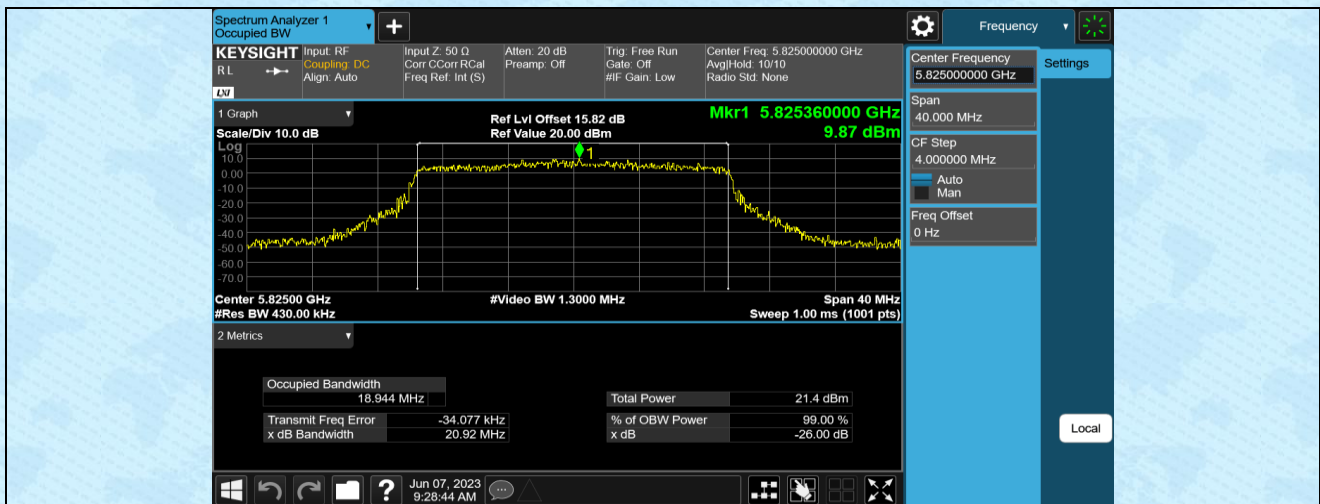 Spectrum Analyzer 1
Occupied BW
+
Frequency
KEYSIGHT
R L
LXI
Input: RF
Coupling: DC
Align: Auto
Input Z: 50 Ω
Corr CCorr RCal
Freq Ref: Int (S)
Atten: 20 dB
Preamp: Off
Trig: Free Run
Gate: Off
#IF Gain: Low
Center Freq: 5.825000000 GHz
Avg|Hold: 10/10
Radio Std: None
Center Frequency
5.825000000 GHz
Settings
Span
40.000 MHz
CF Step
4.000000 MHz
Auto
Man
Freq Offset
0 Hz
1 Graph
Scale/Div 10.0 dB
Ref Lvl Offset 15.82 dB
Ref Value 20.00 dBm
Mkr1 5.825360000 GHz
9.87 dBm
Log
10.0
0.00
-10.0
-20.0
-30.0
-40.0
-50.0
-60.0
-70.0
1
Center 5.82500 GHz
#Res BW 430.00 kHz
#Video BW 1.3000 MHz
Span 40 MHz
Sweep 1.00 ms (1001 pts)
2 Metrics
Occupied Bandwidth
18.944 MHz
Transmit Freq Error -34.077 kHz
x dB Bandwidth 20.92 MHz
Total Power 21.4 dBm
% of OBW Power 99.00 %
x dB -26.00 dB
Local
?
Jun 07, 2023
9:28:44 AM